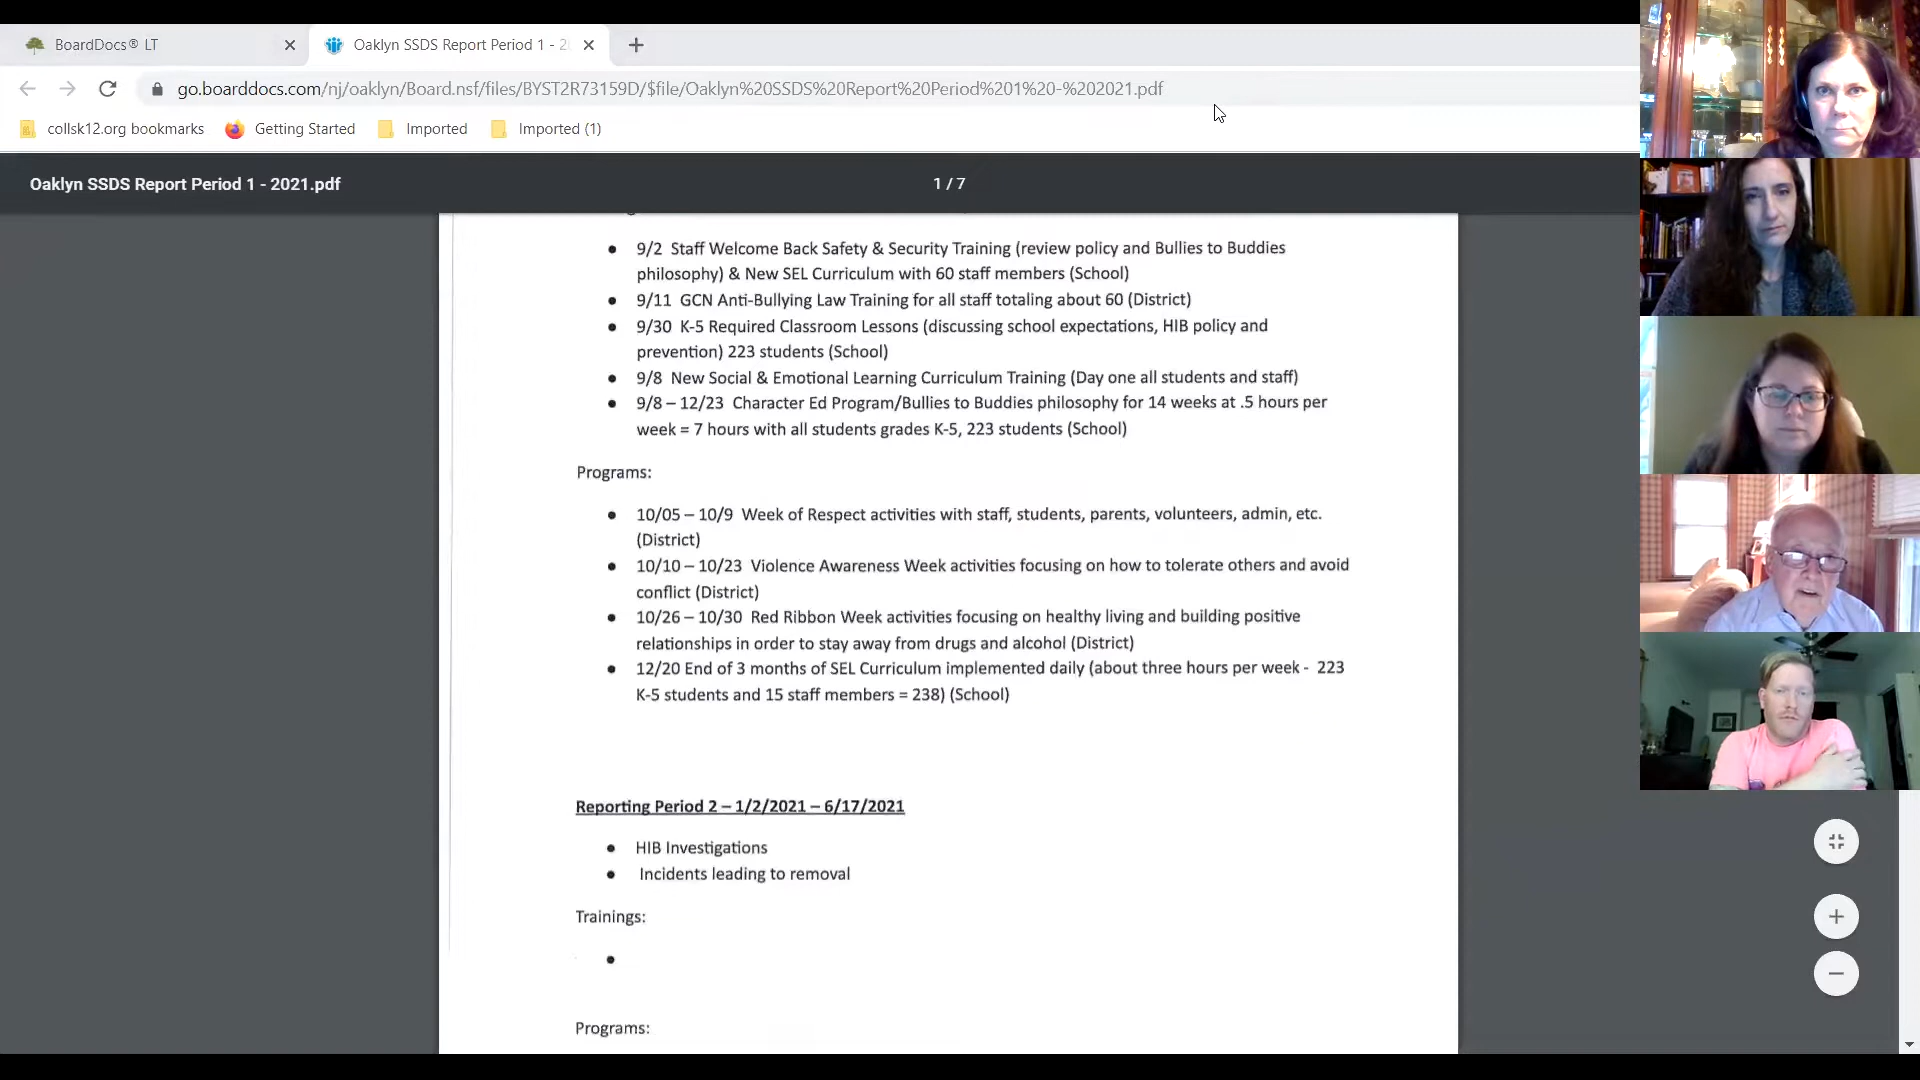 BoardDocs® LT
Oaklyn SSDS Report Period 1 - 2
go.boarddocs.com/nj/oaklyn/Board.nsf/files/BYST2R73159D/$file/Oaklyn%20SSDS%20Report%20Period%201%20-%202021.pdf
collsk12.org bookmarks
Getting Started
Imported
Imported (1)
Oaklyn SSDS Report Period 1 - 2021.pdf
1 / 7
• 9/2 Staff Welcome Back Safety & Security Training (review policy and Bullies to Buddies
philosophy) & New SEL Curriculum with 60 staff members (School)
• 9/11 GCN Anti-Bullying Law Training for all staff totaling about 60 (District)
• 9/30 K-5 Required Classroom Lessons (discussing school expectations, HIB policy and
prevention) 223 students (School)
• 9/8 New Social & Emotional Learning Curriculum Training (Day one all students and staff)
• 9/8 – 12/23 Character Ed Program/Bullies to Buddies philosophy for 14 weeks at .5 hours per
week = 7 hours with all students grades K-5, 223 students (School)
Programs:
• 10/05 – 10/9 Week of Respect activities with staff, students, parents, volunteers, admin, etc.
(District)
• 10/10 – 10/23 Violence Awareness Week activities focusing on how to tolerate others and avoid
conflict (District)
• 10/26 – 10/30 Red Ribbon Week activities focusing on healthy living and building positive
relationships in order to stay away from drugs and alcohol (District)
• 12/20 End of 3 months of SEL Curriculum implemented daily (about three hours per week - 223
K-5 students and 15 staff members = 238) (School)
Reporting Period 2 – 1/2/2021 – 6/17/2021
• HIB Investigations
• Incidents leading to removal
Trainings:
•
Programs: